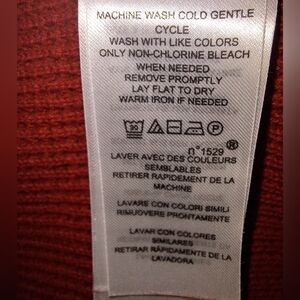 MACHINE WASH COLD GENTLE
CYCLE
WASH WITH LIKE COLORS
ONLY NON-CHLORINE BLEACH
WHEN NEEDED
REMOVE PROMPTLY
LAY FLAT TO DRY
WARM IRON IF NEEDED
30 P
n°1529 ®
LAVER AVEC DES COULEURS
SEMBLABLES
RETIRER RAPIDEMENT DE LA
MACHINE
LAVARE CON COLORI SIMILI
RIMUOVERE PRONTAMENTE
LAVAR CON COLORES
SIMILARES
RETIRAR RÁPIDAMENTE DE LA
LAVADORA